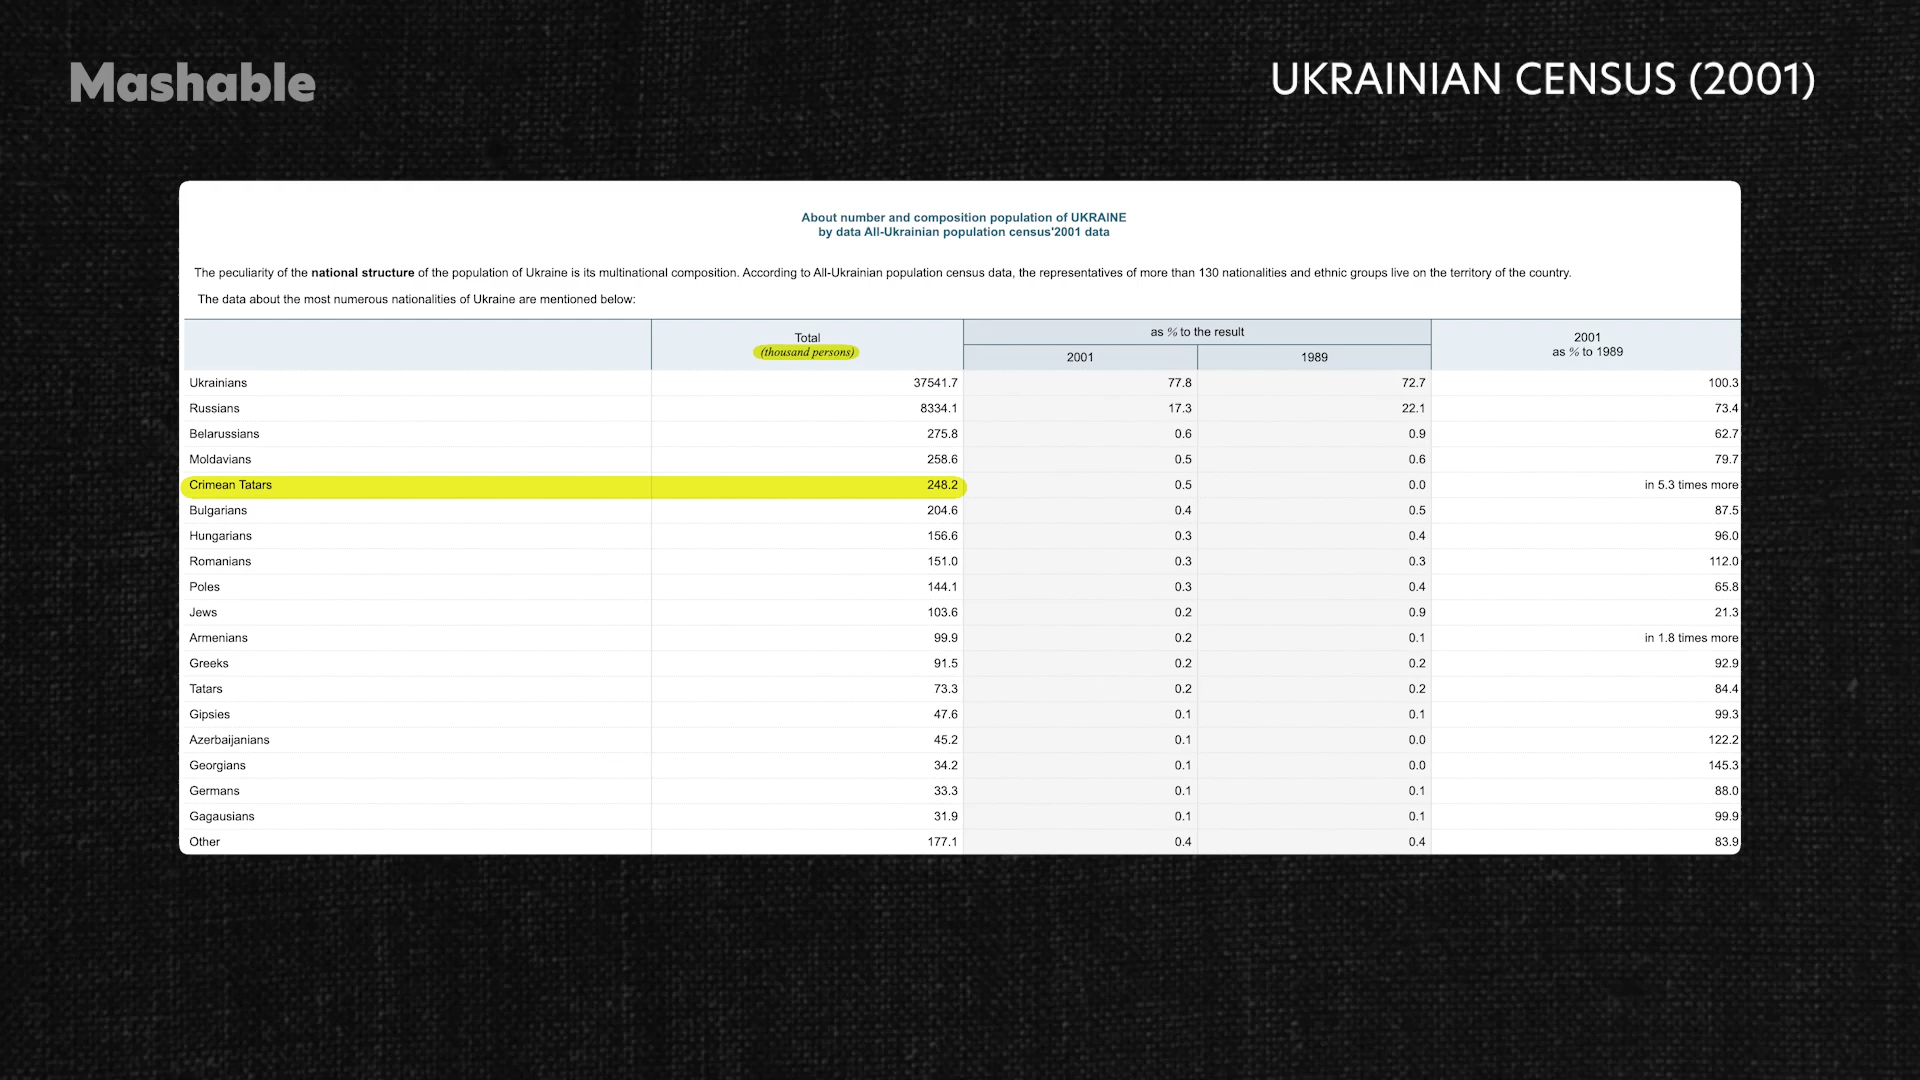 Mashable
UKRAINIAN CENSUS (2001)
About number and composition population of UKRAINE
by data All-Ukrainian population census'2001 data
The peculiarity of the national structure of the population of Ukraine is its multinational composition. According to All-Ukrainian population census data, the representatives of more than 130 nationalities and ethnic groups live on the territory of the country.
The data about the most numerous nationalities of Ukraine are mentioned below:
Total
(thousand persons)
as % to the result
2001 1989
2001
as % to 1989
Ukrainians 37541.7 77.8 72.7 100.3
Russians 8334.1 17.3 22.1 73.4
Belarussians 275.8 0.6 0.9 62.7
Moldavians 258.6 0.5 0.6 79.7
Crimean Tatars 248.2 0.5 0.0 in 5.3 times more
Bulgarians 204.6 0.4 0.5 87.5
Hungarians 156.6 0.3 0.4 96.0
Romanians 151.0 0.3 0.3 112.0
Poles 144.1 0.3 0.4 65.8
Jews 103.6 0.2 0.9 21.3
Armenians 99.9 0.2 0.1 in 1.8 times more
Greeks 91.5 0.2 0.2 92.9
Tatars 73.3 0.2 0.2 84.4
Gipsies 47.6 0.1 0.1 99.3
Azerbaijanians 45.2 0.1 0.0 122.2
Georgians 34.2 0.1 0.0 145.3
Germans 33.3 0.1 0.1 88.0
Gagausians 31.9 0.1 0.1 99.9
Other 177.1 0.4 0.4 83.9